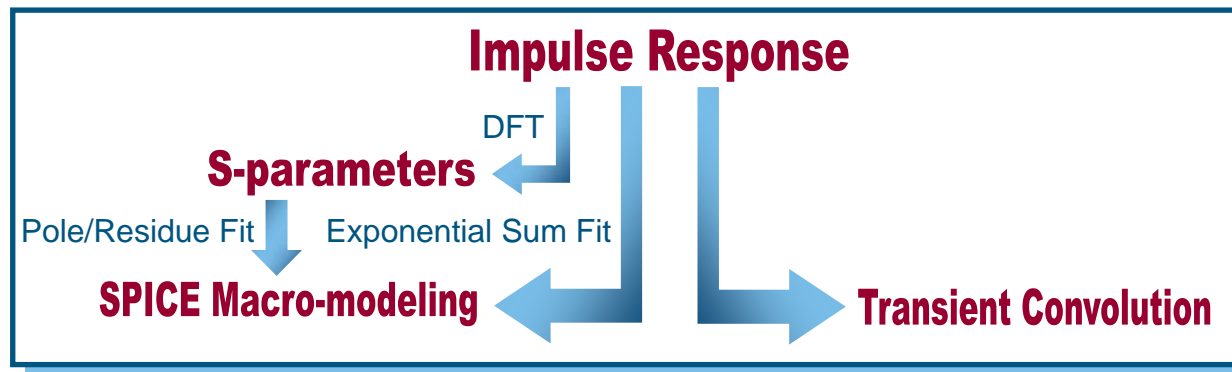 Impulse Response
DFT
S-parameters
Pole/Residue Fit
Exponential Sum Fit
SPICE Macro-modeling
Transient Convolution